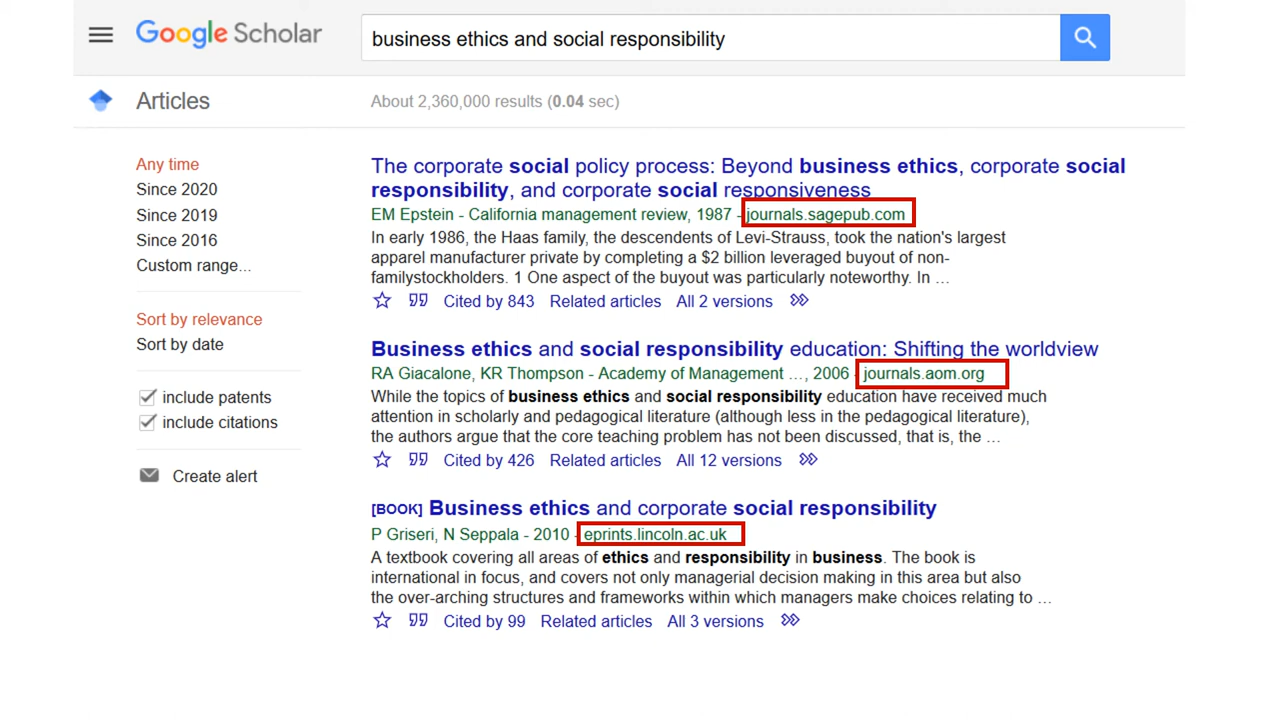 Google Scholar
business ethics and social responsibility
Articles
About 2,360,000 results (0.04 sec)
Any time
Since 2020
Since 2019
Since 2016
Custom range...
Sort by relevance
Sort by date
include patents
include citations
Create alert
The corporate social policy process: Beyond business ethics, corporate social
responsibility, and corporate social responsiveness
EM Epstein - California management review, 1987 - journals.sagepub.com
In early 1986, the Haas family, the descendents of Levi-Strauss, took the nation's largest
apparel manufacturer private by completing a $2 billion leveraged buyout of non-
familystockholders. 1 One aspect of the buyout was particularly noteworthy. In ...
Cited by 843 Related articles All 2 versions
Business ethics and social responsibility education: Shifting the worldview
RA Giacalone, KR Thompson - Academy of Management ..., 2006 - journals.aom.org
While the topics of business ethics and social responsibility education have received much
attention in scholarly and pedagogical literature (although less in the pedagogical literature),
the authors argue that the core teaching problem has not been discussed, that is, the ...
Cited by 426 Related articles All 12 versions
[BOOK] Business ethics and corporate social responsibility
P Griseri, N Seppala - 2010 - eprints.lincoln.ac.uk
A textbook covering all areas of ethics and responsibility in business. The book is
international in focus, and covers not only managerial decision making in this area but also
the over-arching structures and frameworks within which managers make choices relating to ...
Cited by 99 Related articles All 3 versions